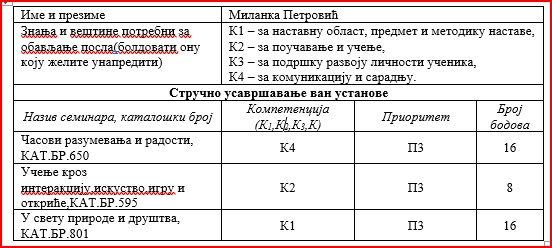 Име и презиме
Миланка Петровић
Знања и вештине потребни за обављање посла(болдовати ону коју желите унапредити)
К1 – за наставну област, предмет и методику наставе,
К2 – за поучавање и учење,
К3 – за подршку развоју личности ученика,
К4 – за комуникацију и сарадњу.
Стручно усавршавање ван установе
Назив семинара, каталошки број
Компетенција
(К1,К2,К3,К)
Приоритет
Број
бодова
Часови разумевања и радости,
КАТ.БР.650
К4
П3
16
Учење кроз
интеракцију,искуство,игру и
откриће,КАТ.БР.595
К2
П3
8
У свету природе и друштва,
КАТ.БР.801
К1
П3
16